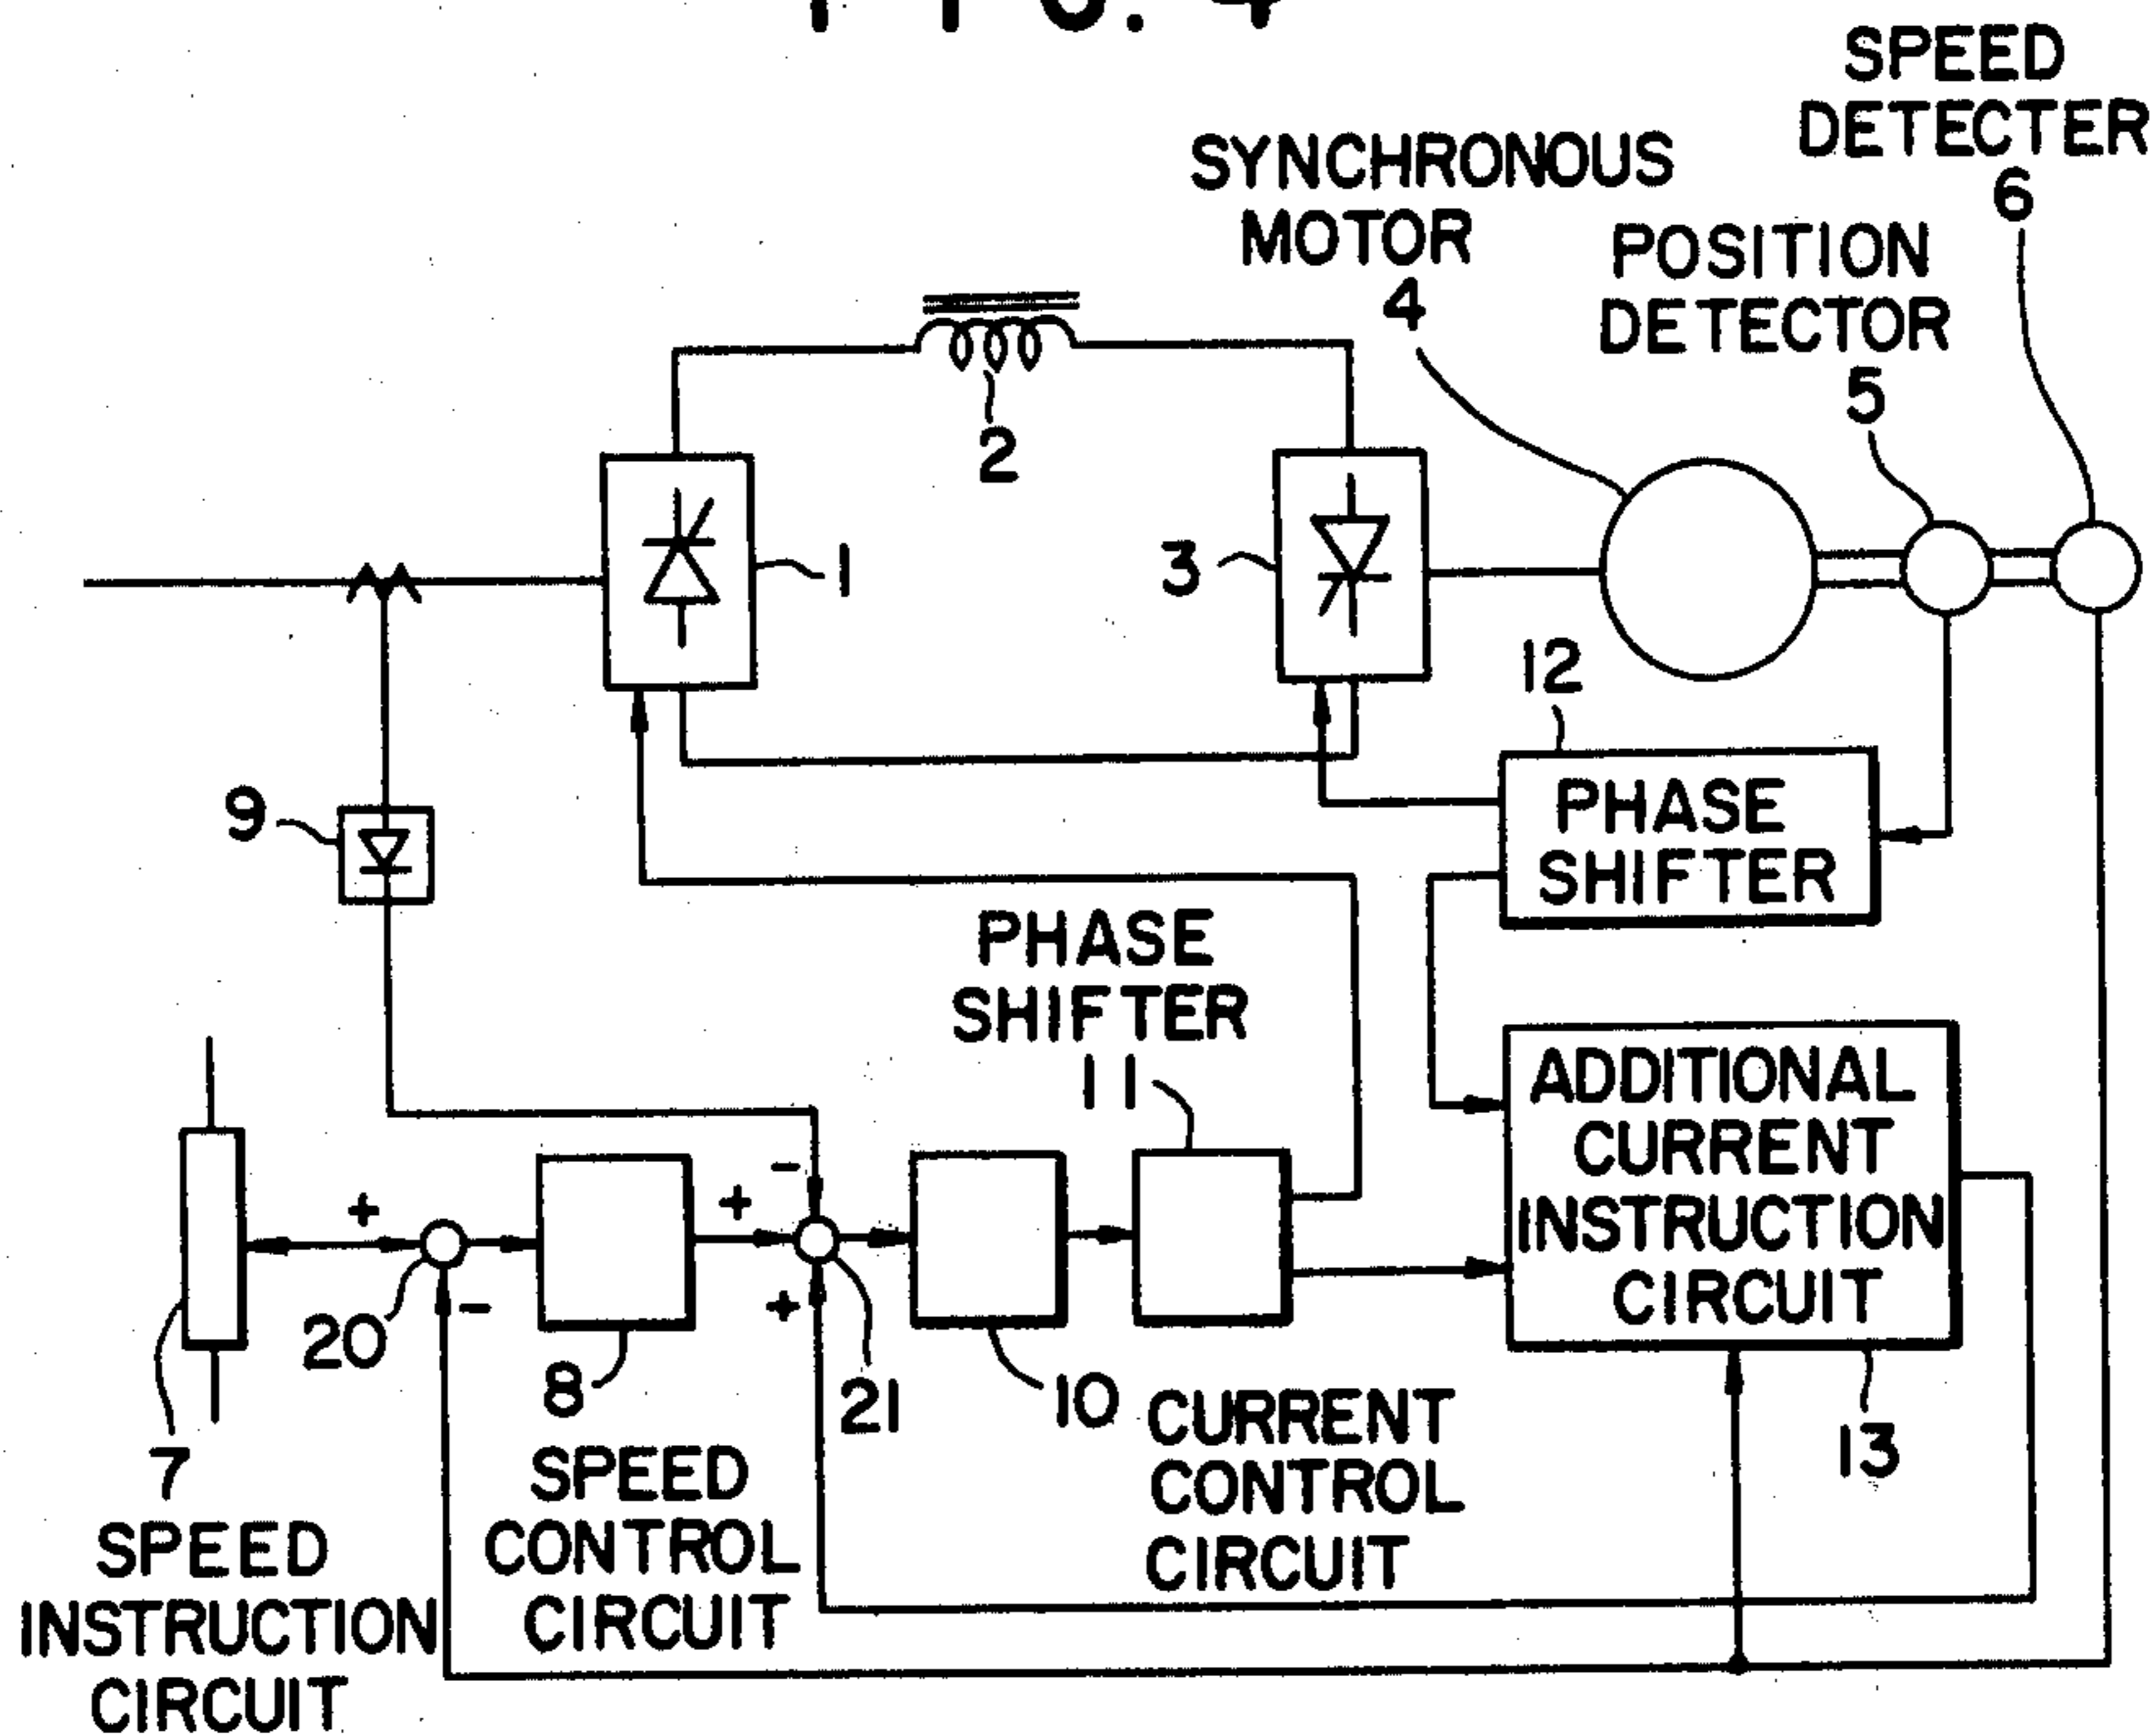 FIG. 4
SPEED
DETECTER
6
SYNCHRONOUS
MOTOR
4
POSITION
DETECTOR
5
2
1
3
12
PHASE
SHIFTER
9
PHASE
SHIFTER
11
ADDITIONAL
CURRENT
INSTRUCTION
CIRCUIT
13
+
-
+
-
+
20
8
21
10
7
SPEED
INSTRUCTION
CIRCUIT
SPEED
CONTROL
CIRCUIT
CURRENT
CONTROL
CIRCUIT